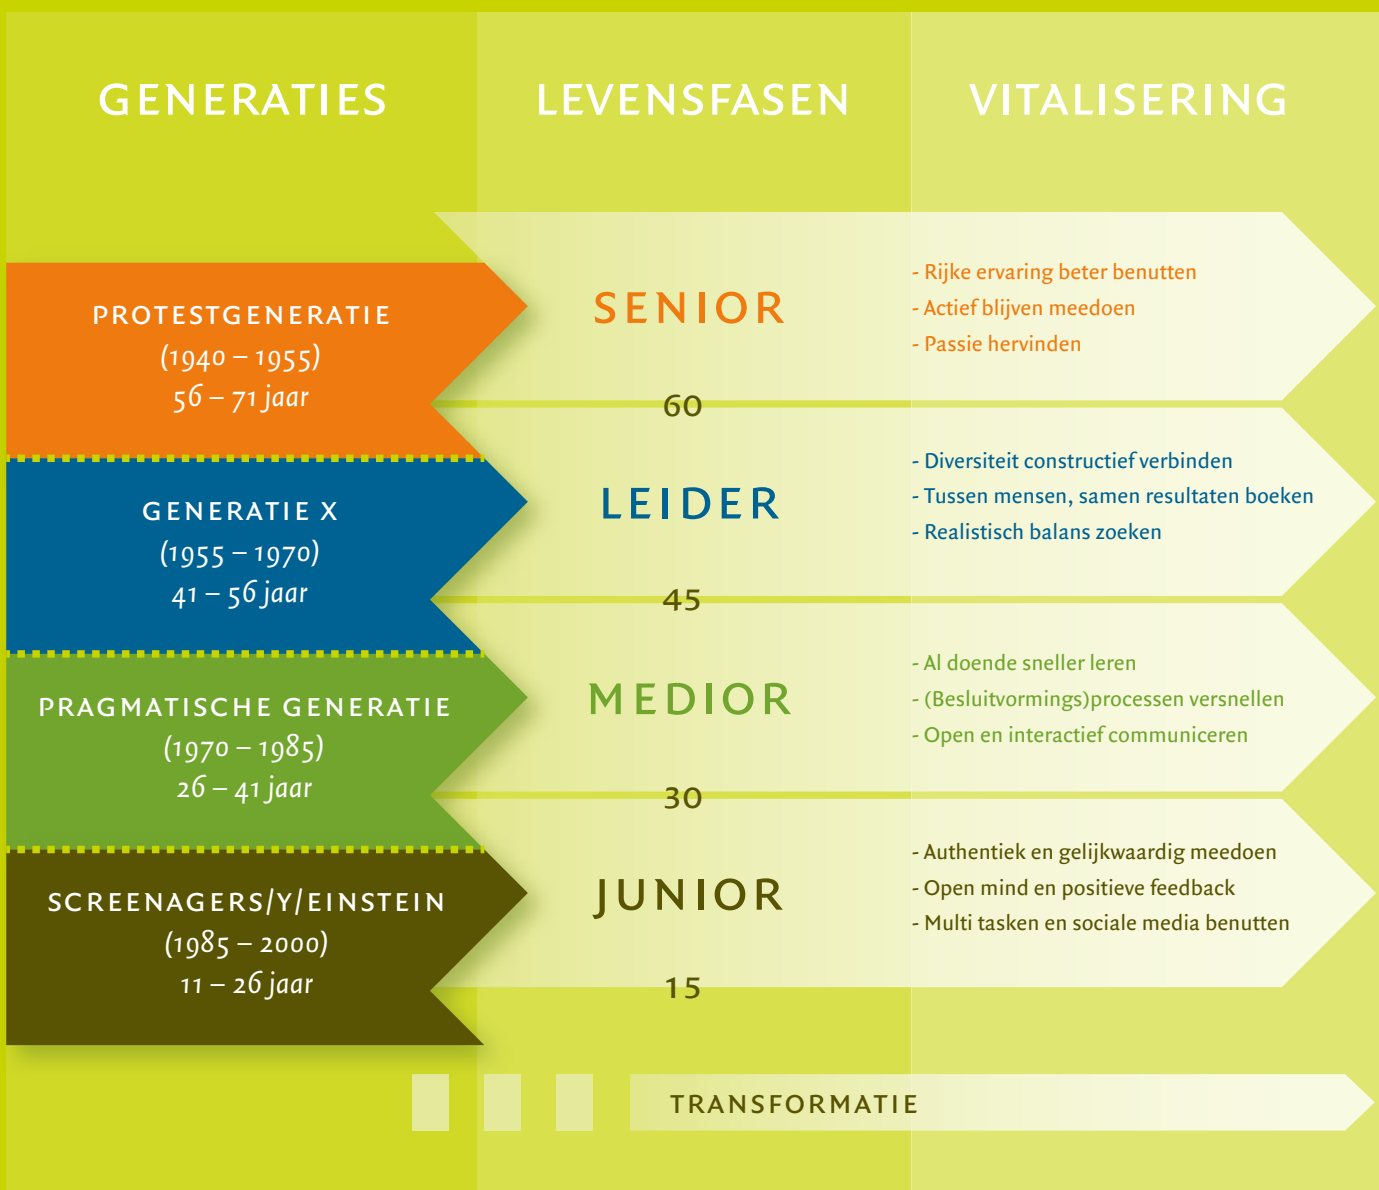 GENERATIES
LEVENSFASEN
VITALISERING
PROTESTGENERATIE
(1940 – 1955)
56 – 71 jaar
SENIOR
- Rijke ervaring beter benutten
- Actief blijven meedoen
- Passie hervinden
60
GENERATIE X
(1955 – 1970)
41 – 56 jaar
LEIDER
- Diversiteit constructief verbinden
- Tussen mensen, samen resultaten boeken
- Realistisch balans zoeken
45
PRAGMATISCHE GENERATIE
(1970 – 1985)
26 – 41 jaar
MEDIOR
- Al doende sneller leren
- (Besluitvormings)processen versnellen
- Open en interactief communiceren
30
SCREENAGERS/Y/EINSTEIN
(1985 – 2000)
11 – 26 jaar
JUNIOR
- Authentiek en gelijkwaardig meedoen
- Open mind en positieve feedback
- Multi tasken en sociale media benutten
15
TRANSFORMATIE